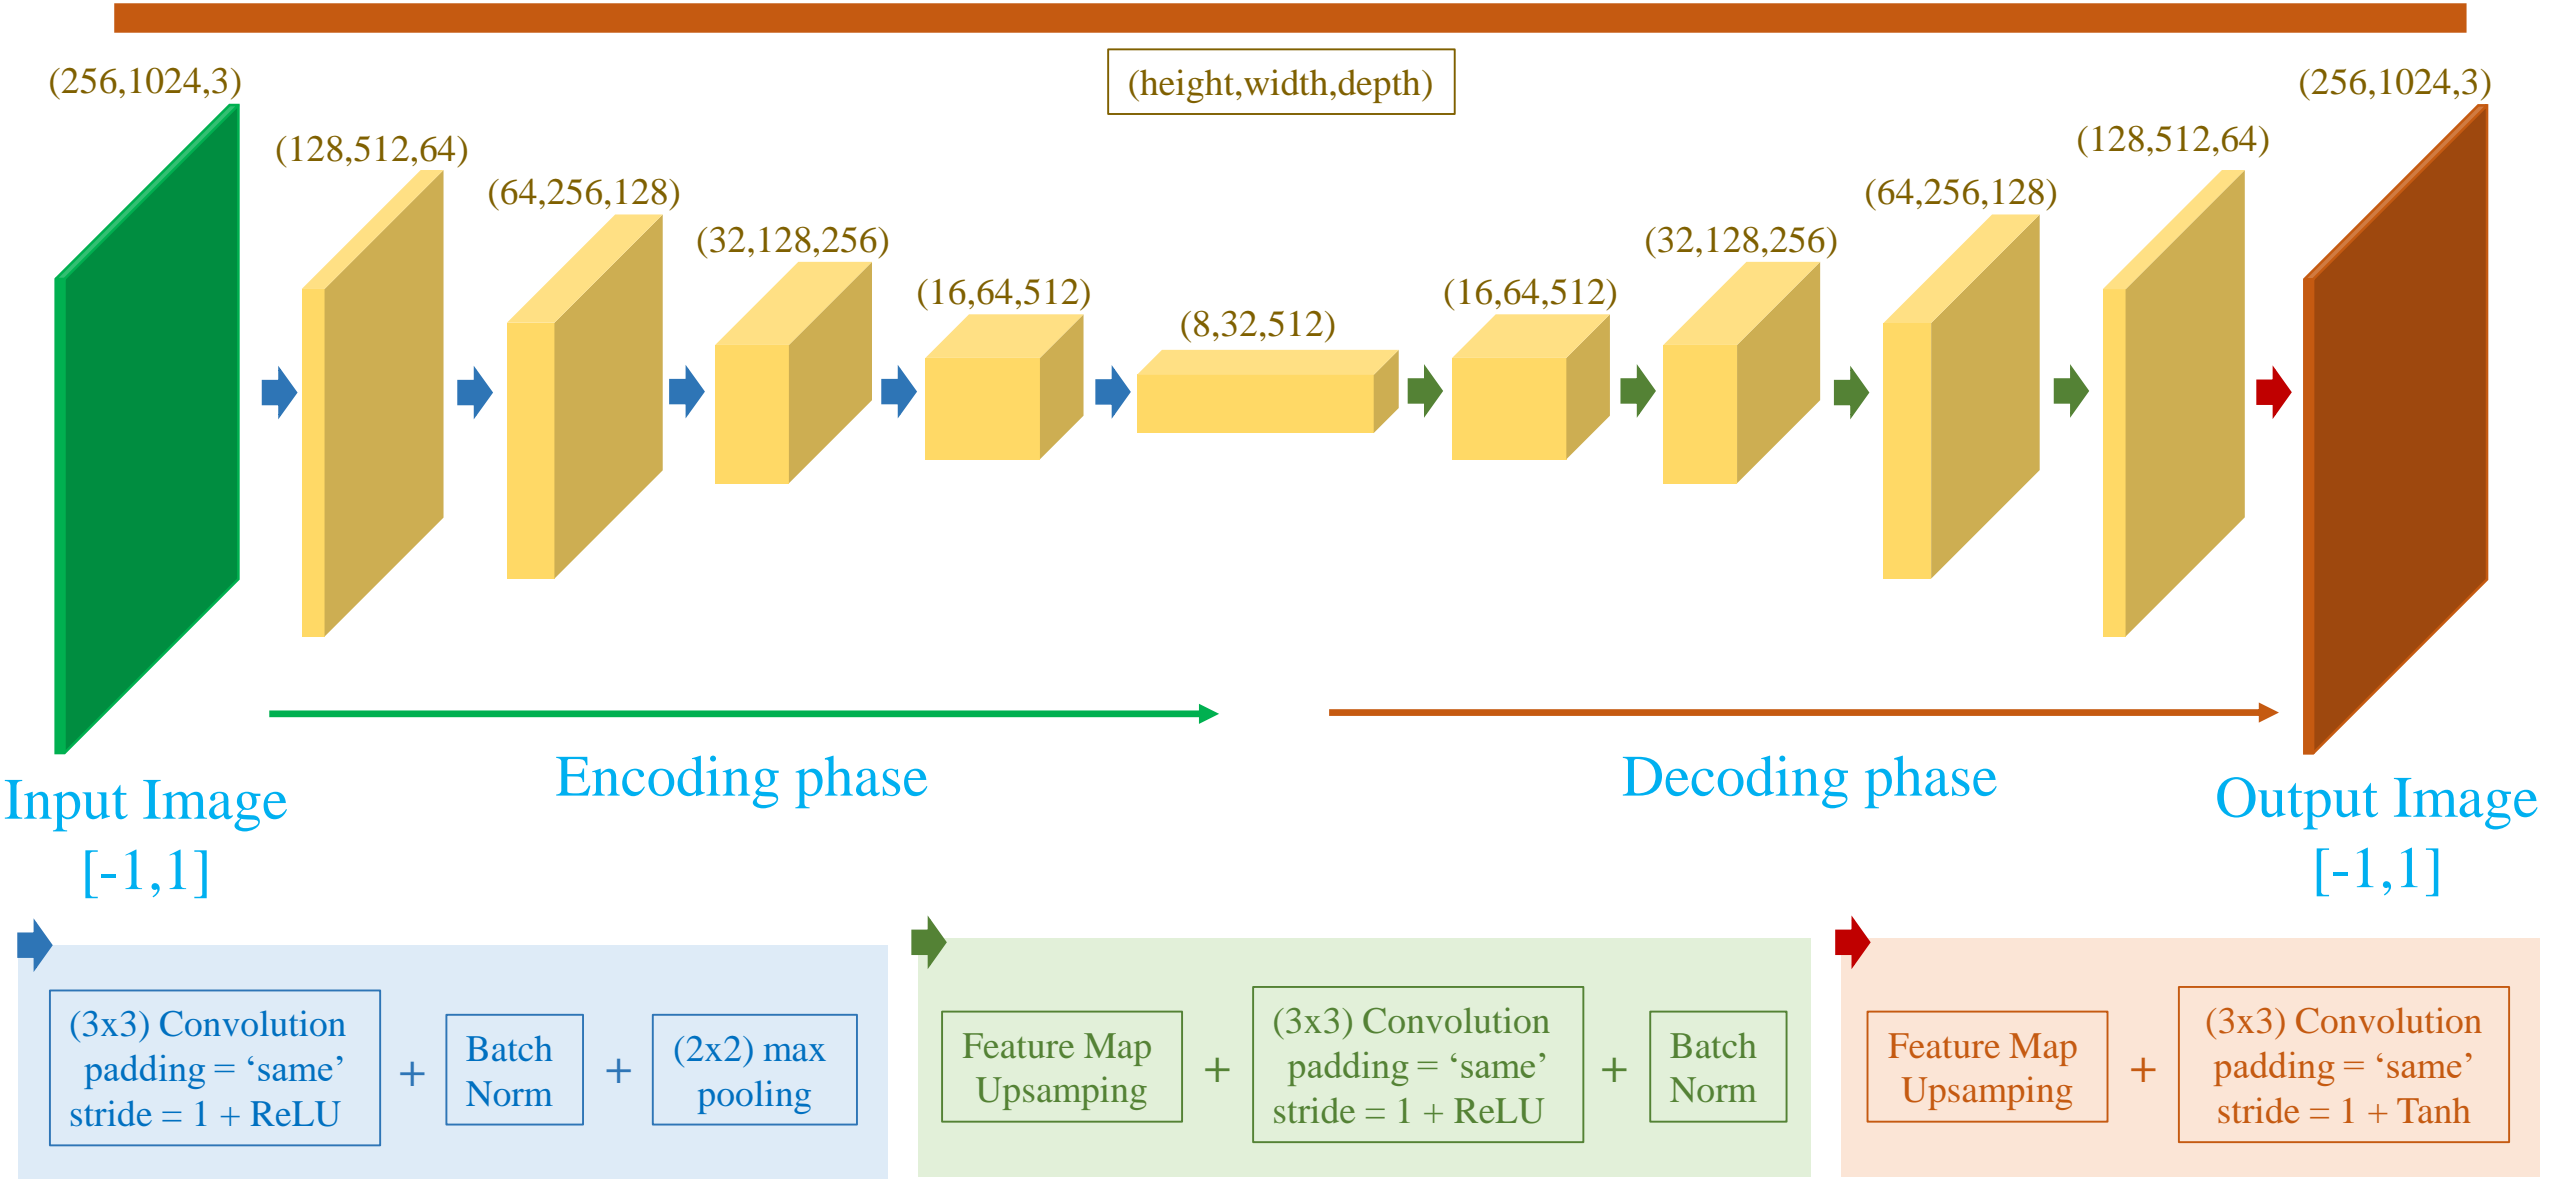 (height,width,depth)
(256,1024,3)
(128,512,64)
(64,256,128)
(32,128,256)
(16,64,512)
(8,32,512)
(16,64,512)
(32,128,256)
(64,256,128)
(128,512,64)
(256,1024,3)
Input Image
[-1,1]
Encoding phase
Decoding phase
Output Image
[-1,1]
(3x3) Convolution
padding = ‘same’
stride = 1 + ReLU
+
Batch
Norm
+
(2x2) max
pooling
Feature Map
Upsamping
+
(3x3) Convolution
padding = ‘same’
stride = 1 + ReLU
+
Batch
Norm
Feature Map
Upsamping
+
(3x3) Convolution
padding = ‘same’
stride = 1 + Tanh